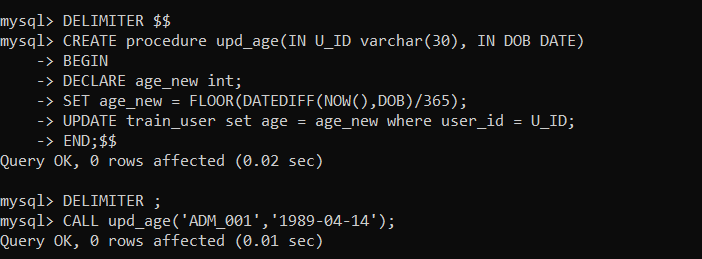 mysql> DELIMITER $$
mysql> CREATE procedure upd_age(IN U_ID varchar(30), IN DOB DATE)
    -> BEGIN
    -> DECLARE age_new int;
    -> SET age_new = FLOOR(DATEDIFF(NOW(),DOB)/365);
    -> UPDATE train_user set age = age_new where user_id = U_ID;
    -> END;$$
Query OK, 0 rows affected (0.02 sec)

mysql> DELIMITER ;
mysql> CALL upd_age('ADM_001','1989-04-14');
Query OK, 0 rows affected (0.01 sec)